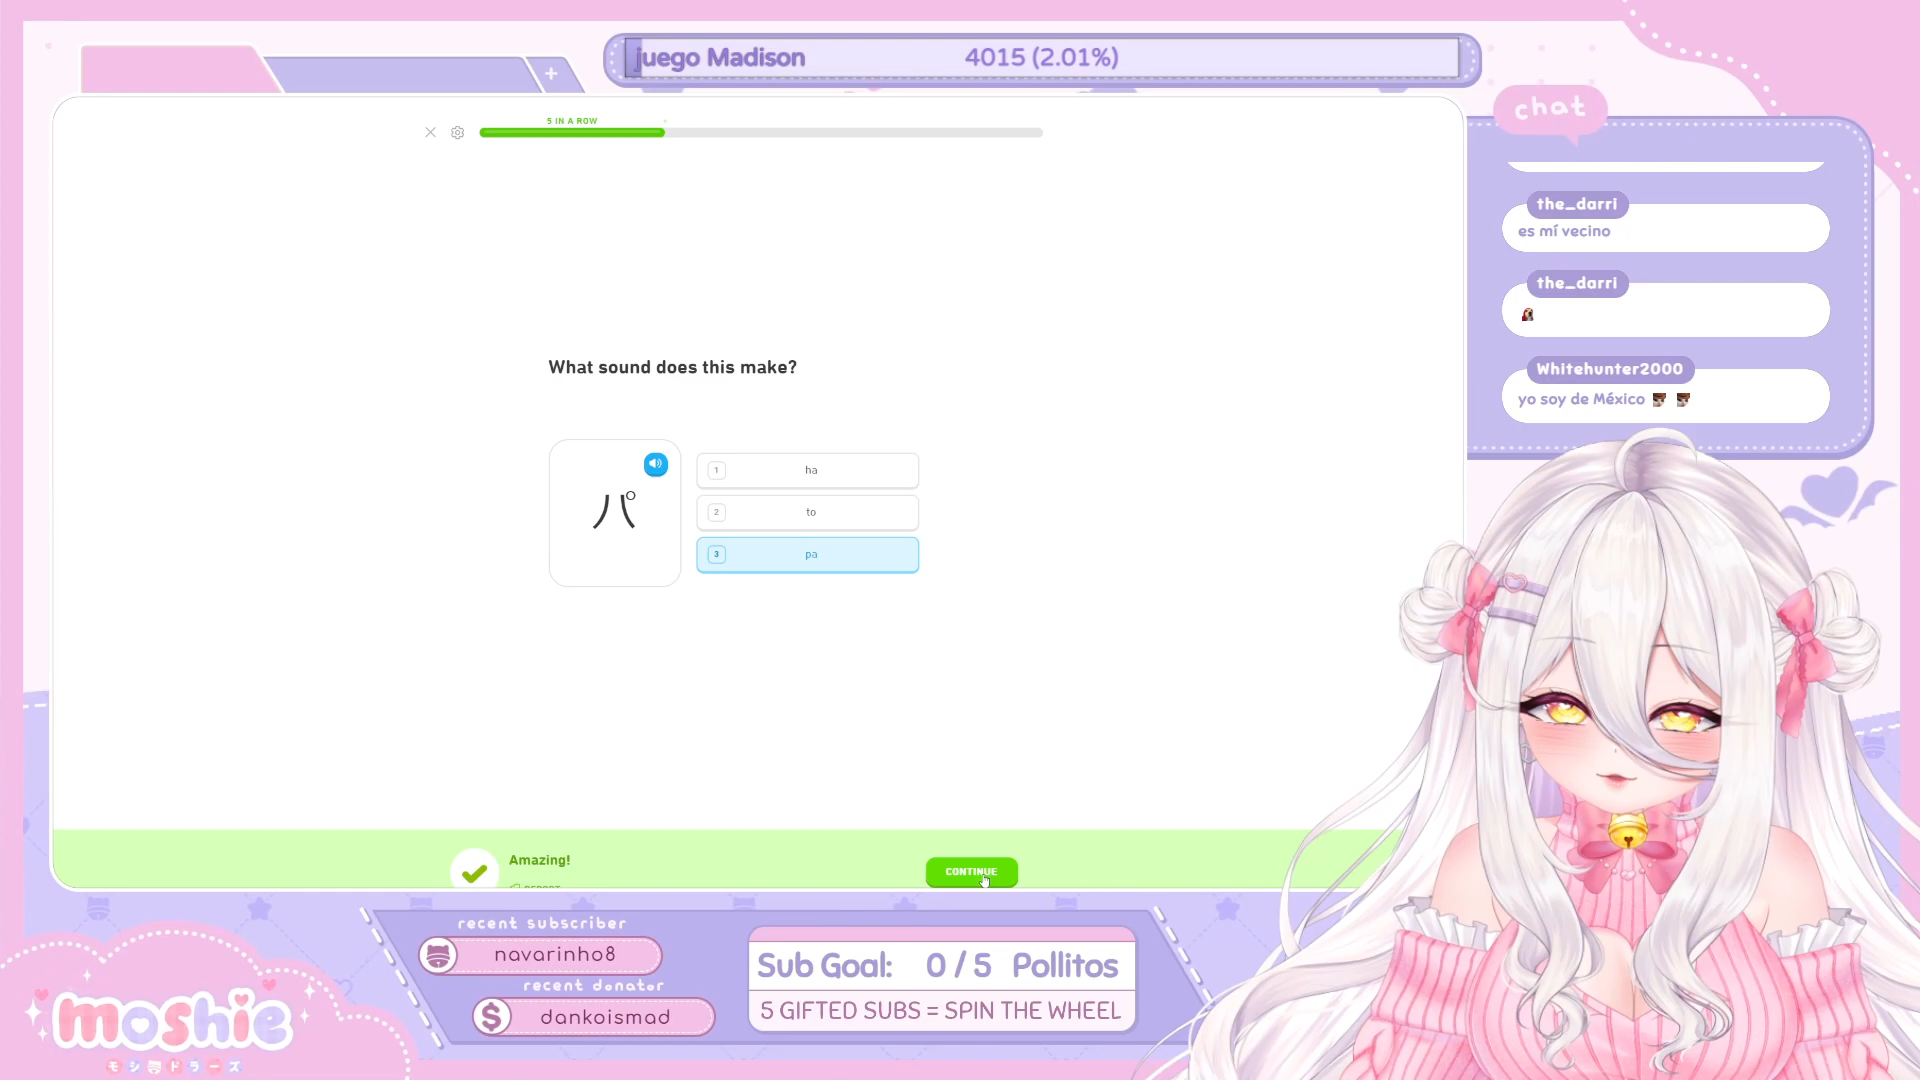 juego Madison 4015 (2.01%)
+
chat
5 IN A ROW
the_darri
es mí vecino
the_darri
Whitehunter2000
yo soy de México
What sound does this make?
パ
1 ha
2 to
3 pa
Amazing!
REPORT
CONTINUE
recent subscriber
navarinho8
recent donator
$ dankoismad
Sub Goal: 0 / 5 Pollitos
5 GIFTED SUBS = SPIN THE WHEEL
moshie